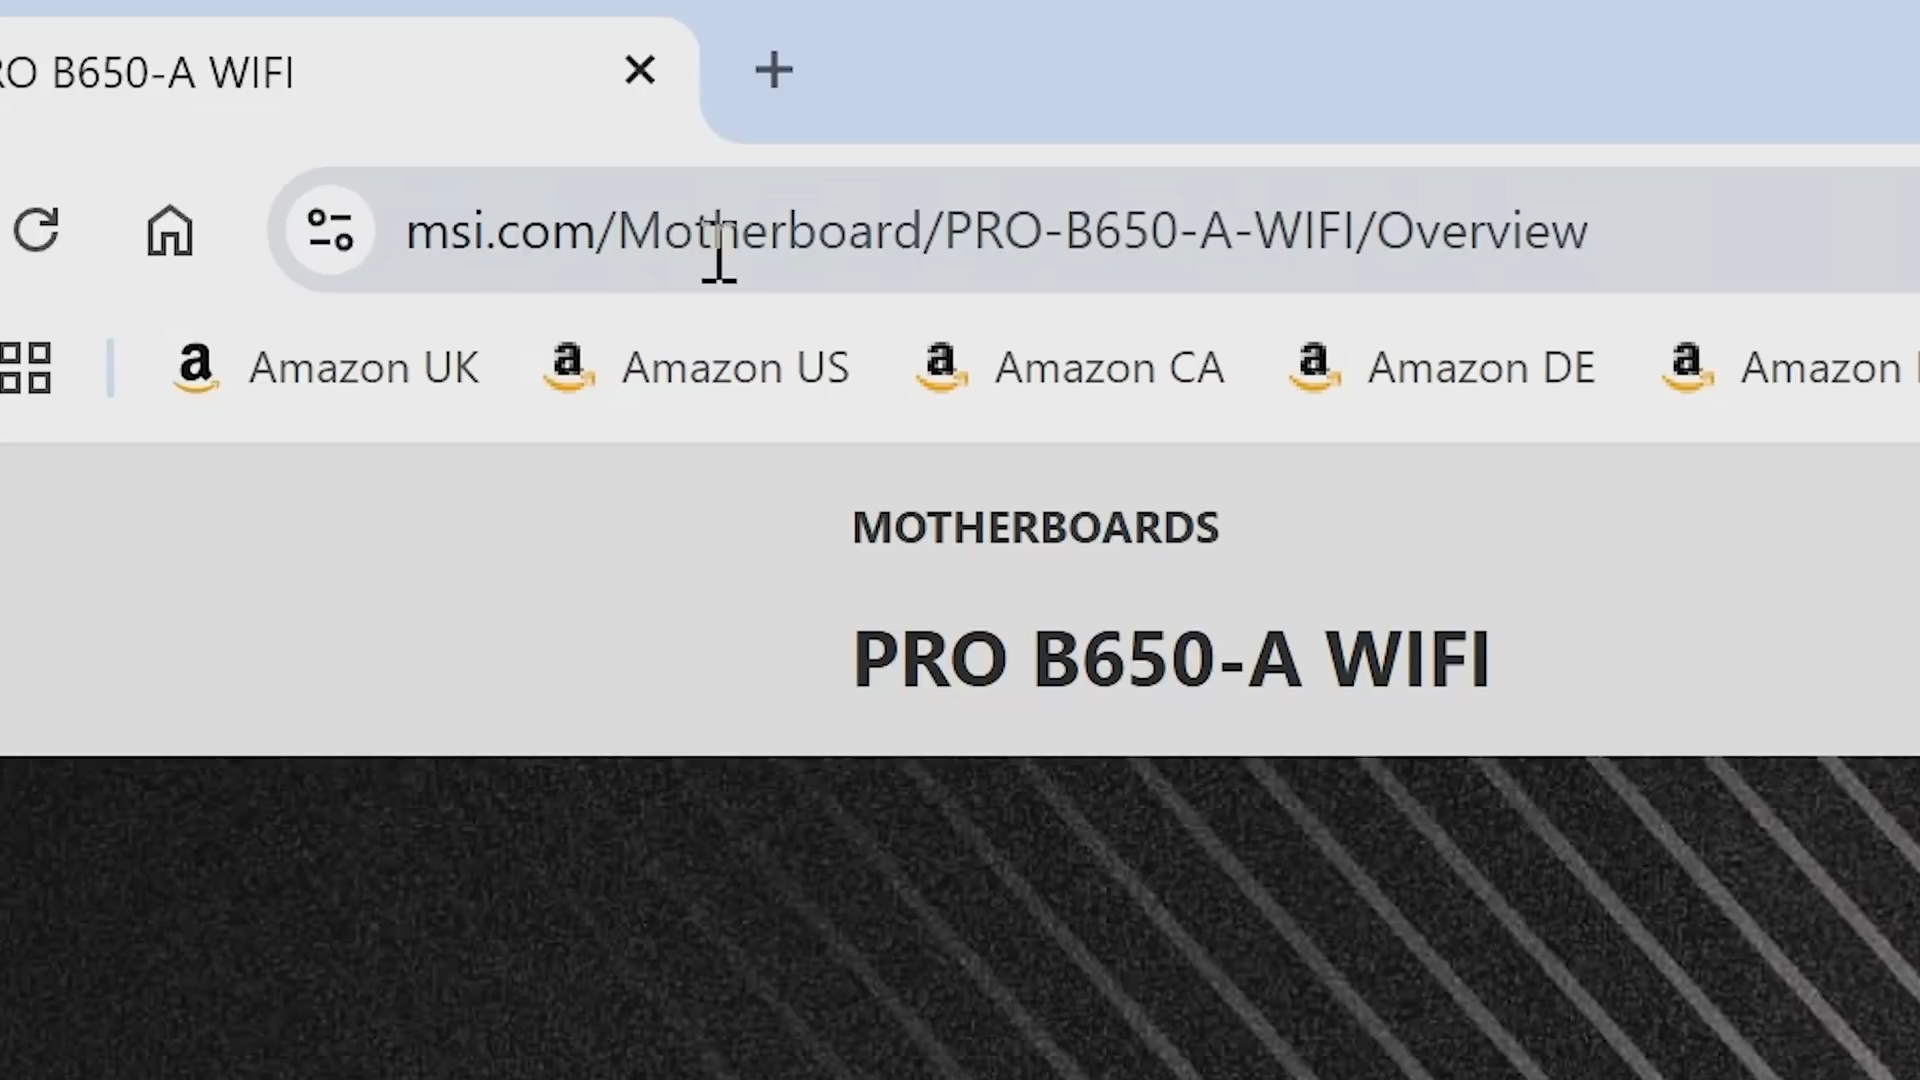 RO B650-A WIFI
msi.com/Motherboard/PRO-B650-A-WIFI/Overview
Amazon UK Amazon US Amazon CA Amazon DE Amazon
MOTHERBOARDS
PRO B650-A WIFI